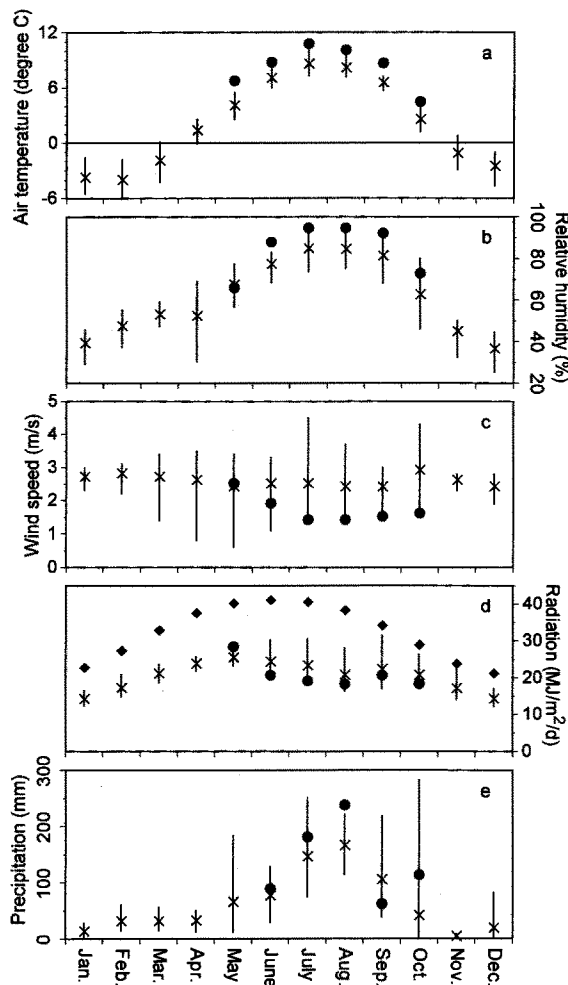 12
6
0
-6
Air temperature (degree C)
a
100
80
60
40
20
Relative humidity (%)
b
5
4
3
2
1
0
Wind speed (m/s)
c
40
30
20
10
0
Radiation (MJ/m²/d)
d
300
200
100
0
Precipitation (mm)
e
Jan.
Feb.
Mar.
Apr.
May
June
July
Aug.
Sep.
Oct.
Nov.
Dec.